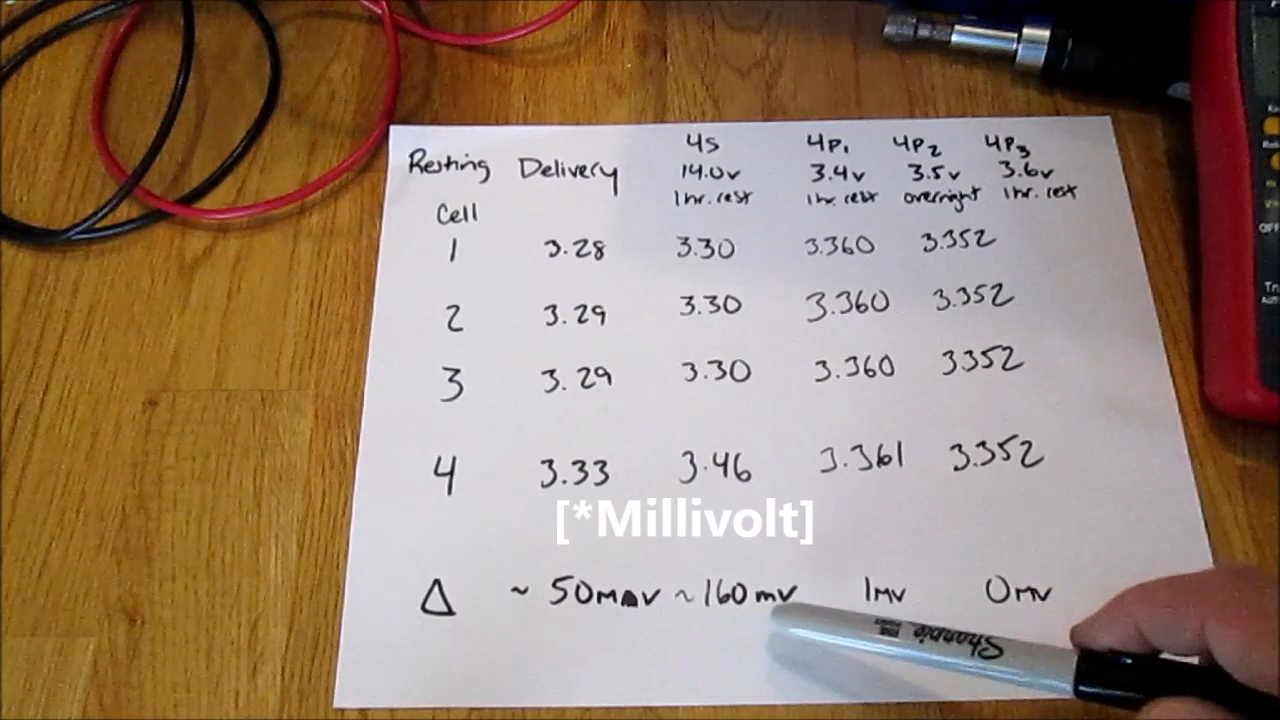 4S 4P1 4P2 4P3
Resting Delivery 14.0v 3.4v 3.5v 3.6v
1hr. rest 1hr. rest overnight 1hr. rest
Cell
1 3.28 3.30 3.360 3.352
2 3.29 3.30 3.360 3.352
3 3.29 3.30 3.360 3352
4 3.33 3.46 3.361 3.352
[*Millivolt]
Δ ~ 50mv ~160mv 1mv 0mv
Sharpie
OFF